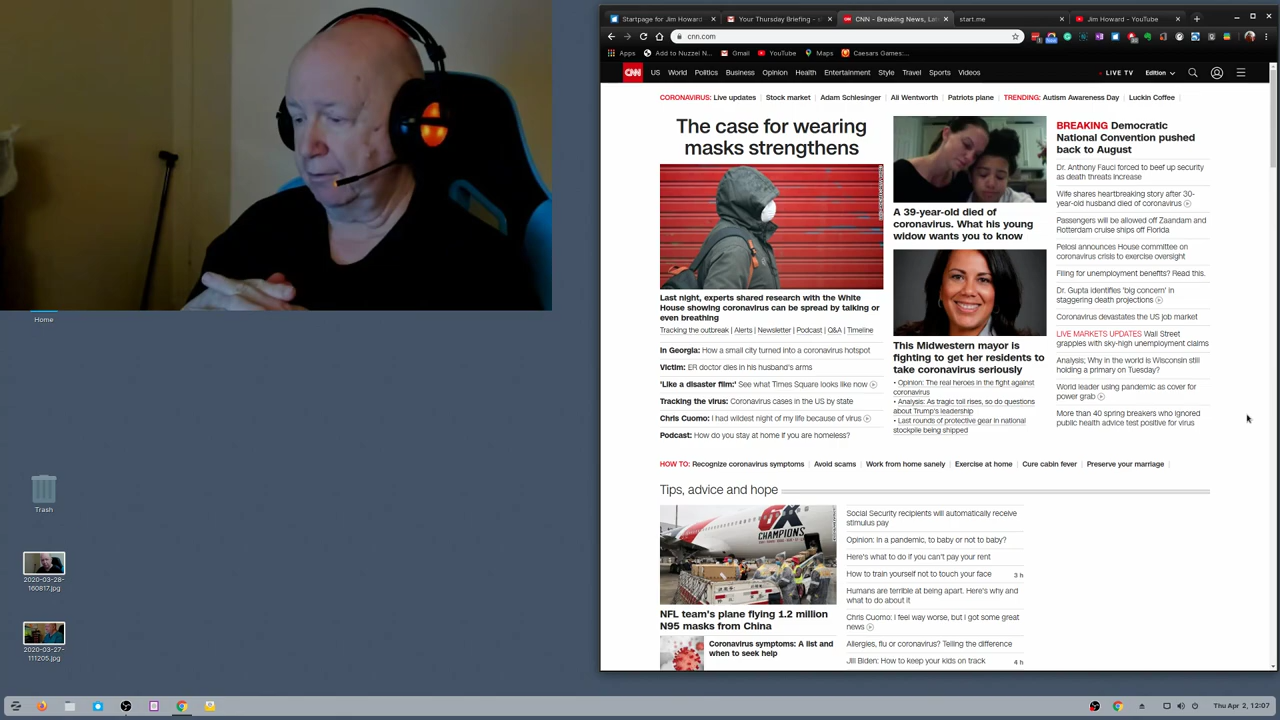 Startpage for Jim Howard
Your Thursday Briefing -
CNN - Breaking News, Lat
start.me
Jim Howard - YouTube
cnn.com
Apps
Add to Nuzzel N...
Gmail
YouTube
Maps
Caesars Games:...
CNN
US
World
Politics
Business
Opinion
Health
Entertainment
Style
Travel
Sports
Videos
LIVE TV
Edition
CORONAVIRUS: Live updates
Stock market
Adam Schlesinger
Ali Wentworth
Patriots plane
TRENDING: Autism Awareness Day
Luckin Coffee
The case for wearing
masks strengthens
Last night, experts shared research with the White
House showing coronavirus can be spread by talking or
even breathing
Tracking the outbreak | Alerts | Newsletter | Podcast | Q&A | Timeline
In Georgia: How a small city turned into a coronavirus hotspot
Victim: ER doctor dies in his husband's arms
'Like a disaster film:' See what Times Square looks like now
Tracking the virus: Coronavirus cases in the US by state
Chris Cuomo: I had wildest night of my life because of virus
Podcast: How do you stay at home if you are homeless?
A 39-year-old died of
coronavirus. What his young
widow wants you to know
This Midwestern mayor is
fighting to get her residents to
take coronavirus seriously
• Opinion: The real heroes in the fight against
coronavirus
• Analysis: As tragic toll rises, so do questions
about Trump's leadership
• Last rounds of protective gear in national
stockpile being shipped
BREAKING Democratic
National Convention pushed
back to August
Dr. Anthony Fauci forced to beef up security
as death threats increase
Wife shares heartbreaking story after 30-
year-old husband died of coronavirus
Passengers will be allowed off Zaandam and
Rotterdam cruise ships off Florida
Pelosi announces House committee on
coronavirus crisis to exercise oversight
Filing for unemployment benefits? Read this.
Dr. Gupta identifies 'big concern' in
staggering death projections
Coronavirus devastates the US job market
LIVE MARKETS UPDATES Wall Street
grapples with sky-high unemployment claims
Analysis: Why in the world is Wisconsin still
holding a primary on Tuesday?
World leader using pandemic as cover for
power grab
More than 40 spring breakers who ignored
public health advice test positive for virus
HOW TO: Recognize coronavirus symptoms
Avoid scams
Work from home sanely
Exercise at home
Cure cabin fever
Preserve your marriage
Tips, advice and hope
CHAMPIONS
NFL team's plane flying 1.2 million
N95 masks from China
Coronavirus symptoms: A list and
when to seek help
Social Security recipients will automatically receive
stimulus pay
Opinion: In a pandemic, to baby or not to baby?
Here's what to do if you can't pay your rent
How to train yourself not to touch your face 3 h
Humans are terrible at being apart. Here's why and
what to do about it
Chris Cuomo: I feel way worse, but I got some great
news
Allergies, flu or coronavirus? Telling the difference
Jill Biden: How to keep your kids on track 4 h
Home
Trash
2020-03-28-
160817.jpg
2020-03-27-
111205.jpg
Thu Apr 2, 12:07